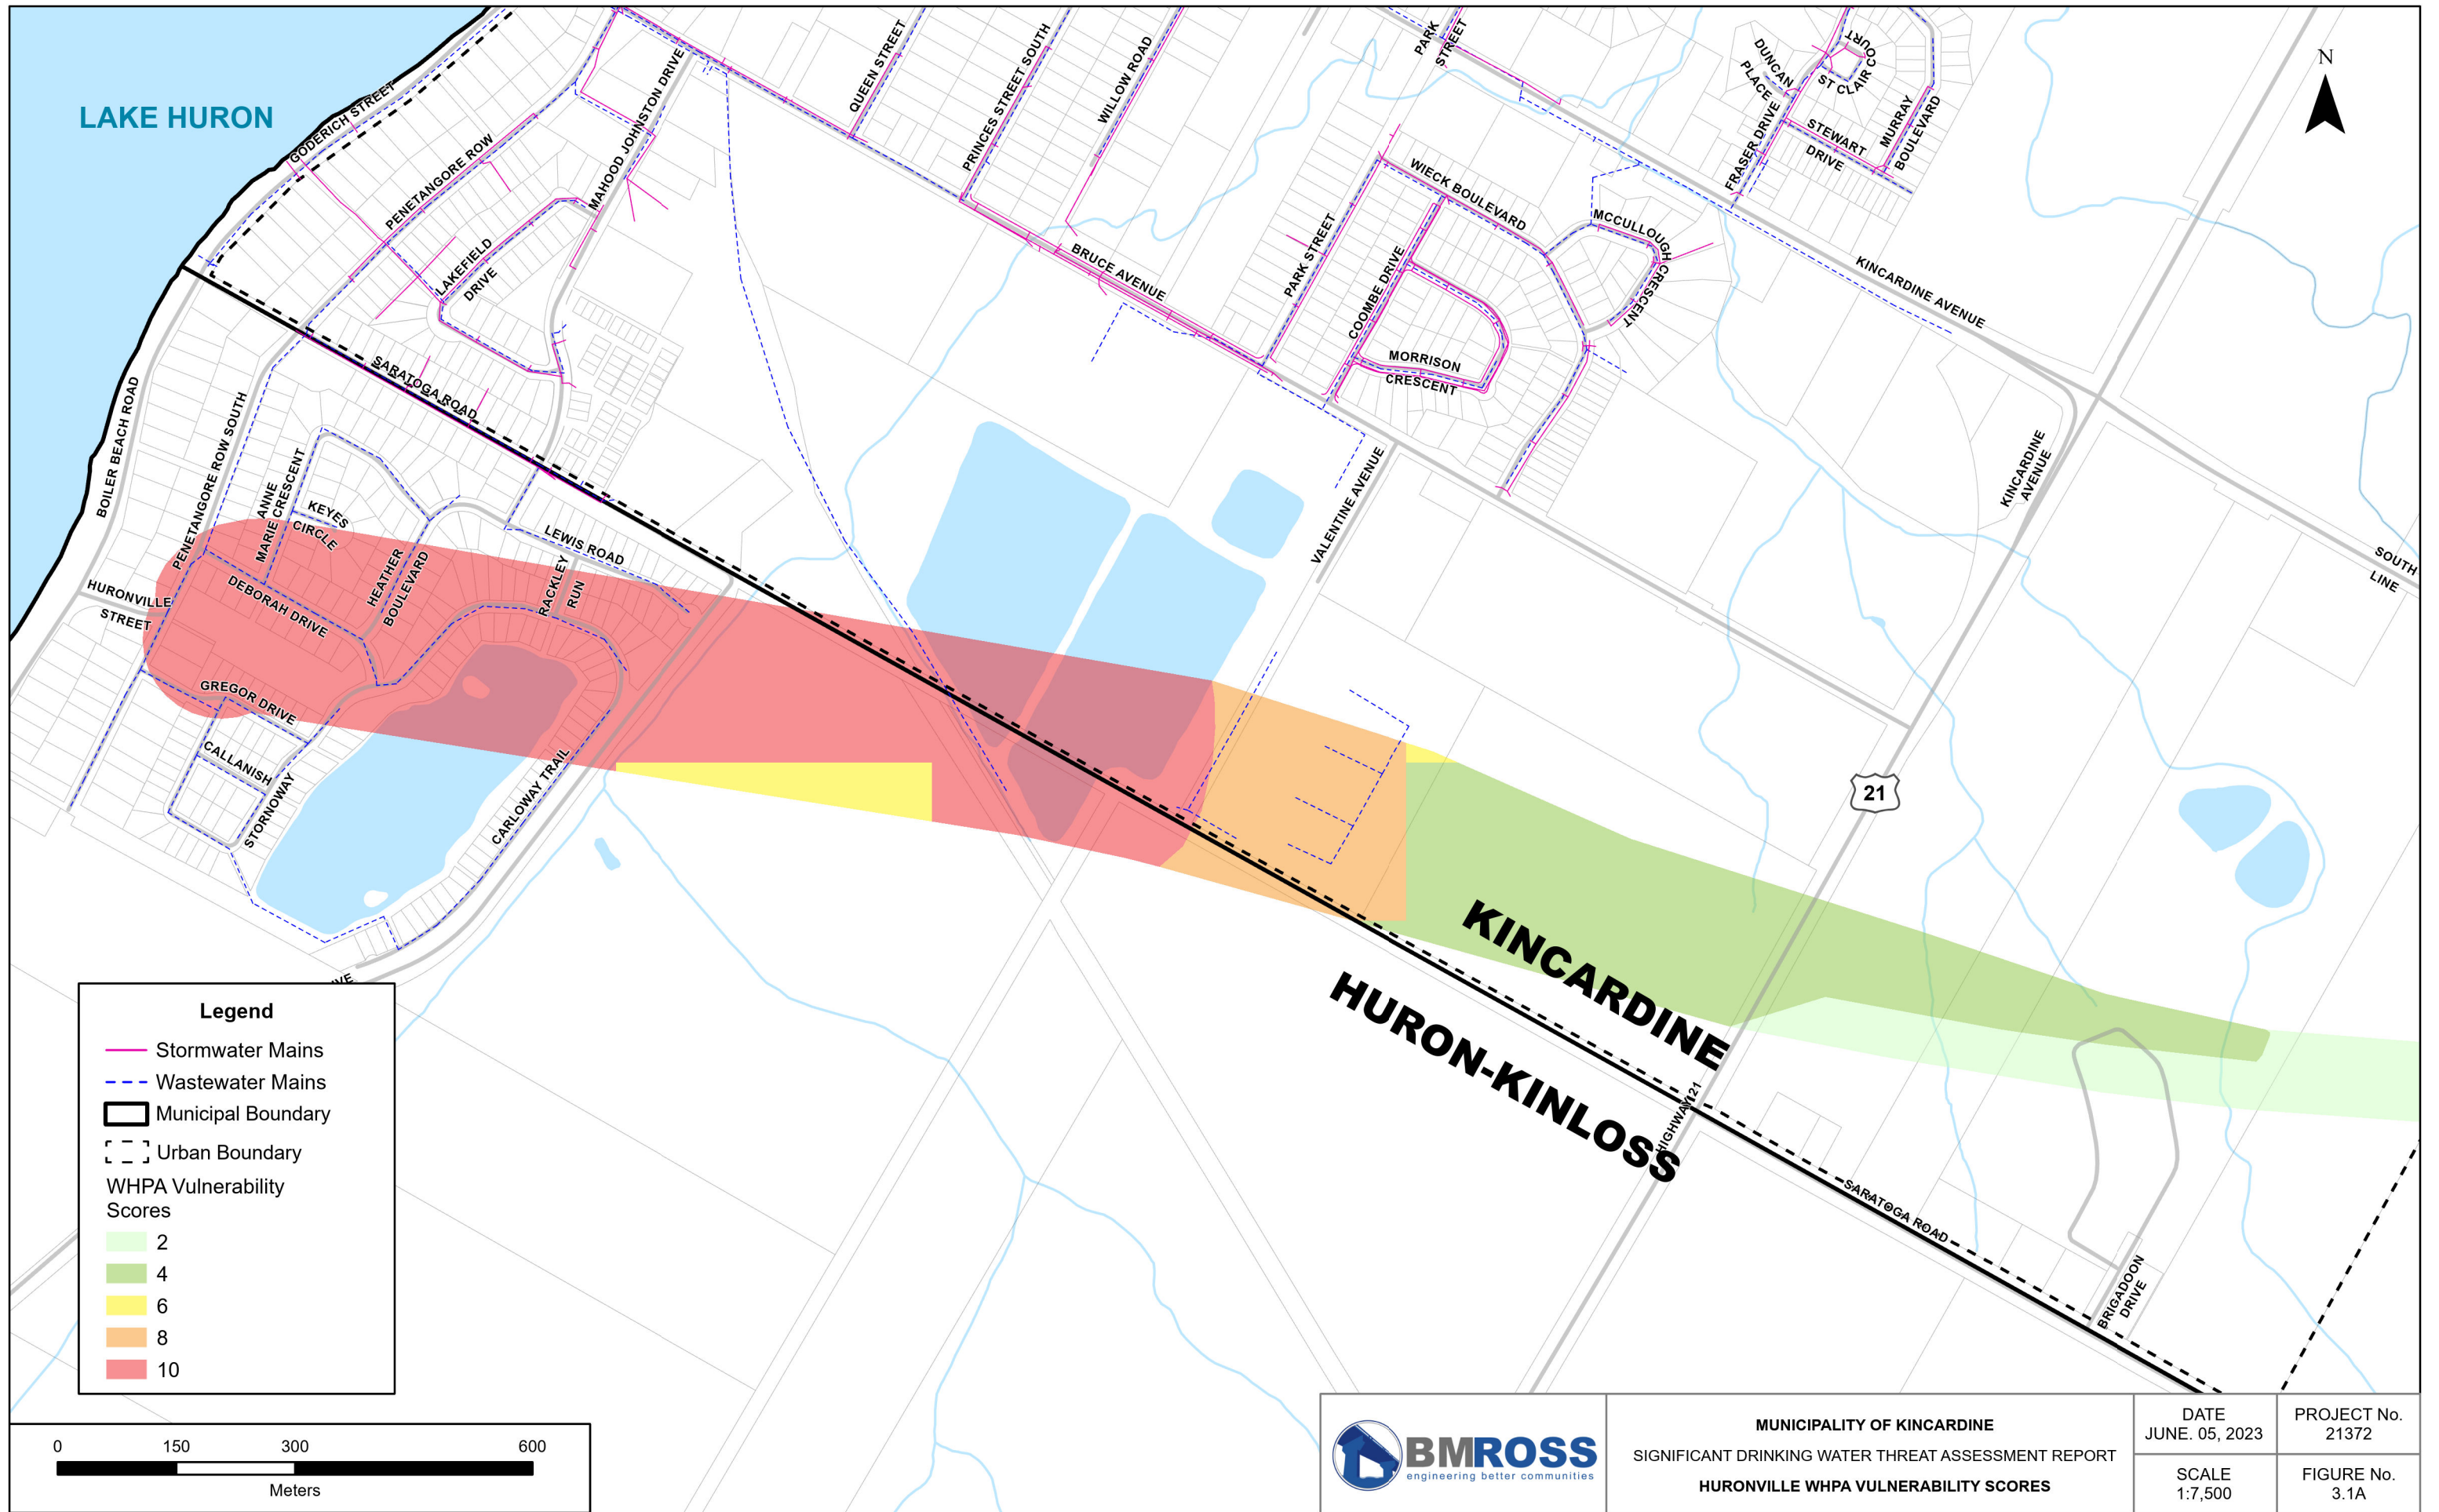 LAKE HURON
GODERICH STREET
PENETANGORE ROW
MAHOOD JOHNSTON DRIVE
LAKEFIELD
DRIVE
QUEEN STREET
PRINCES STREET SOUTH
WILLOW ROAD
PARK
STREET
DUNCAN
PLACE
ST CLAIR COURT
FRASER DRIVE
STEWART
DRIVE
MURRAY
BOULEVARD
N
WIECK BOULEVARD
MCCULLOUGH CRESCENT
PARK STREET
COOMBE DRIVE
MORRISON
CRESCENT
BRUCE AVENUE
KINCARDINE AVENUE
KINCARDINE
AVENUE
SOUTH
LINE
VALENTINE AVENUE
SARATOGA ROAD
BOILER BEACH ROAD
PENETANGORE ROW SOUTH
ANNE
MARIE CRESCENT
KEYES
CIRCLE
HEATHER
BOULEVARD
LEWIS ROAD
RACKLEY
RUN
HURONVILLE
STREET
DEBORAH DRIVE
GREGOR DRIVE
CALLANISH
STORNOWAY
CARLOWAY TRAIL
21
KINCARDINE
HURON-KINLOSS
HIGHWAY 21
SARATOGA ROAD
BRIGADOON
DRIVE
IVE
Legend
Stormwater Mains
Wastewater Mains
Municipal Boundary
Urban Boundary
WHPA Vulnerability
Scores
2
4
6
8
10
0 150 300 600
Meters
BMROSS
engineering better communities
MUNICIPALITY OF KINCARDINE
SIGNIFICANT DRINKING WATER THREAT ASSESSMENT REPORT
HURONVILLE WHPA VULNERABILITY SCORES
DATE
JUNE. 05, 2023
PROJECT No.
21372
SCALE
1:7,500
FIGURE No.
3.1A